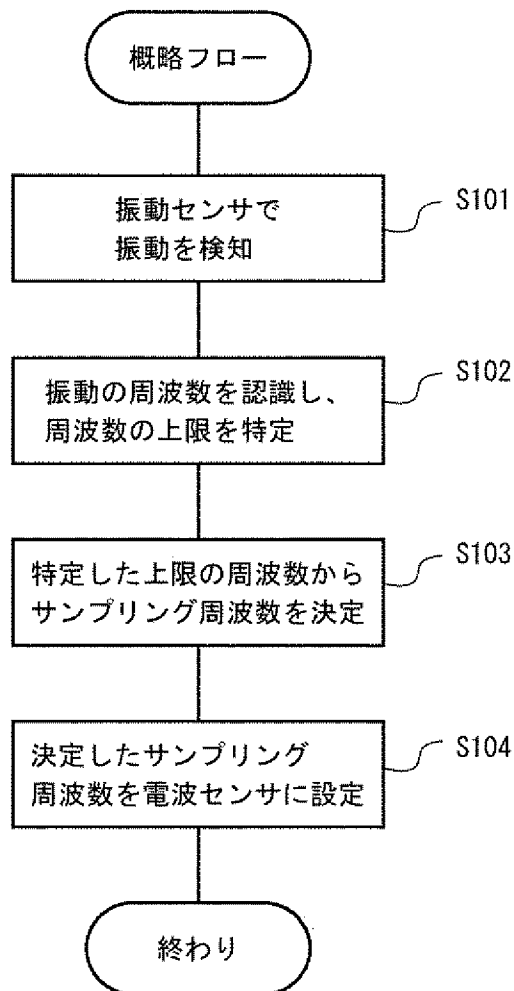 概略フロー
振動センサで
振動を検知
S101
振動の周波数を認識し、
周波数の上限を特定
S102
特定した上限の周波数から
サンプリング周波数を決定
S103
決定したサンプリング
周波数を電波センサに設定
S104
終わり